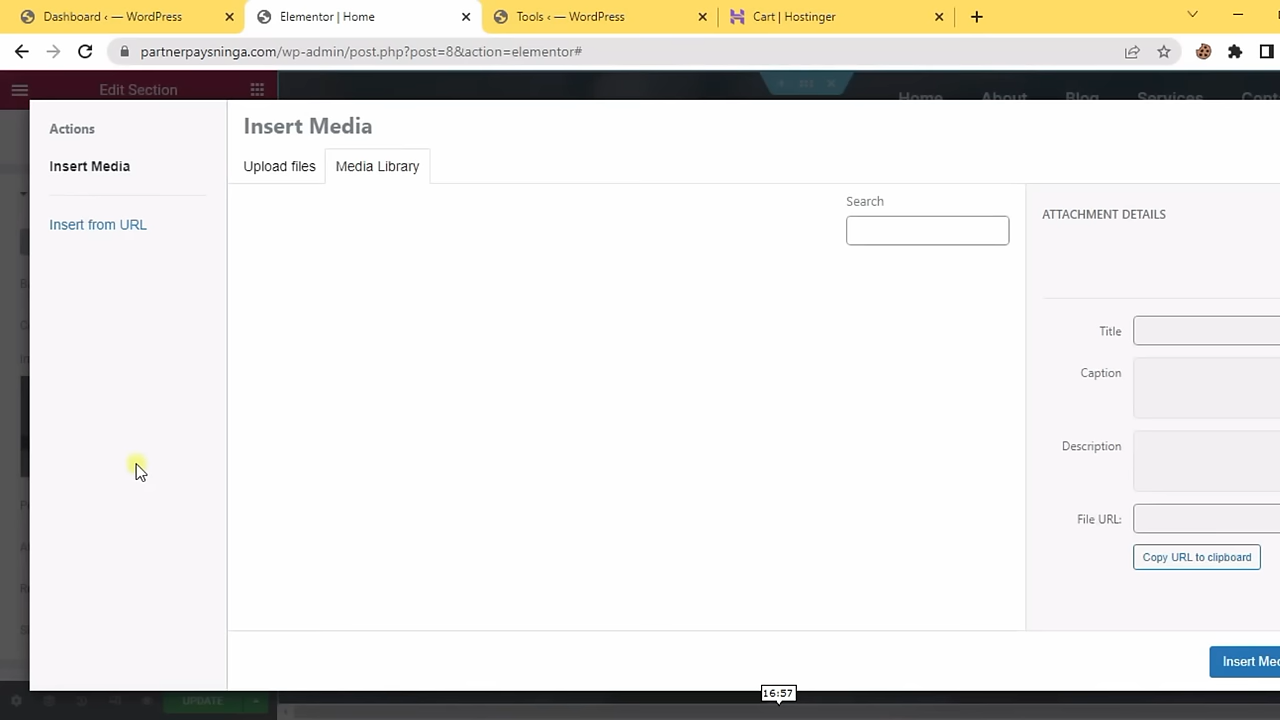 Dashboard ‹ — WordPress
Elementor | Home
Tools ‹ — WordPress
Cart | Hostinger
partnerpaysninga.com/wp-admin/post.php?post=8&action=elementor#
Edit Section
Home
About
Blog
Services
Actions
Insert Media
Insert from URL
Insert Media
Upload files
Media Library
Search
ATTACHMENT DETAILS
Title
Caption
Description
File URL:
Copy URL to clipboard
Insert Med
UPDATE
16:57